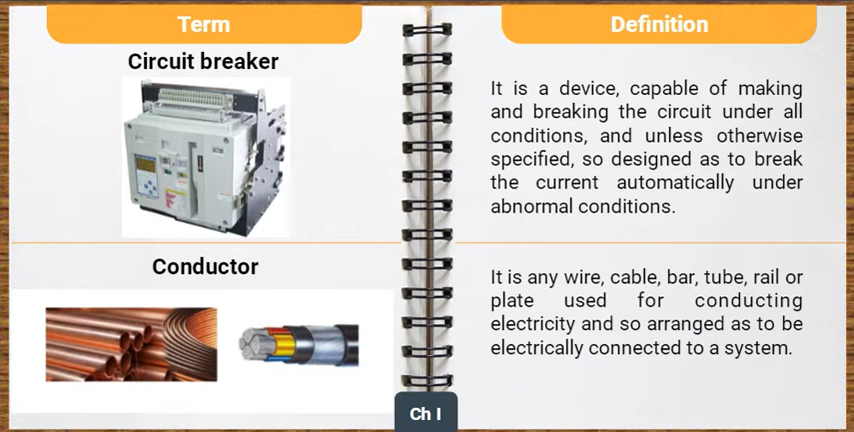 Term
Definition
Circuit breaker
It is a device, capable of making
and breaking the circuit under all
conditions, and unless otherwise
specified, so designed as to break
the current automatically under
abnormal conditions.
Conductor
It is any wire, cable, bar, tube, rail or
plate used for conducting
electricity and so arranged as to be
electrically connected to a system.
Ch I